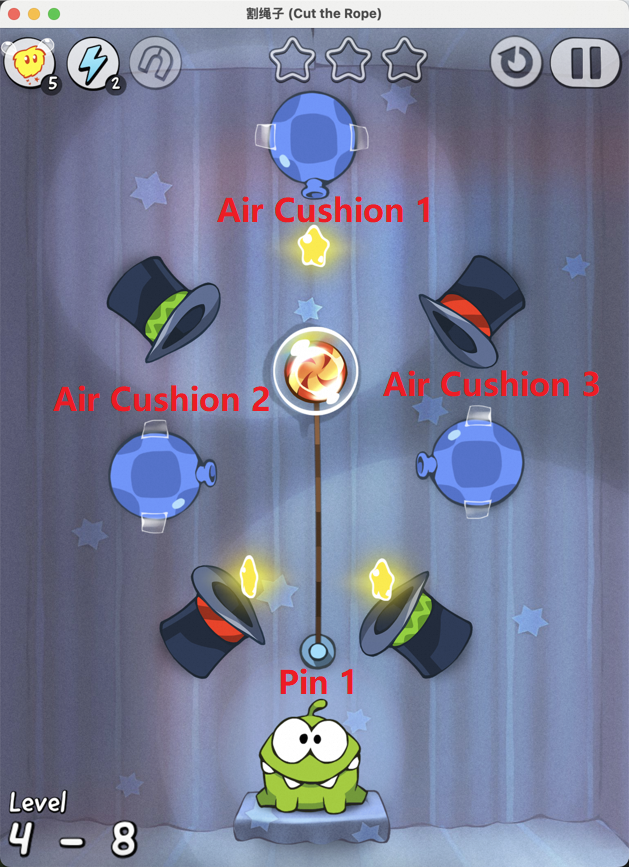 割绳子 (Cut the Rope)
5
2
Air Cushion 1
Air Cushion 2
Air Cushion 3
Pin 1
Level
4 - 8